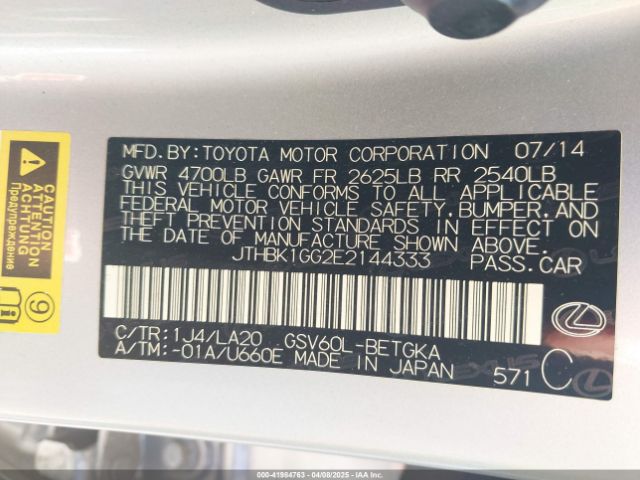 CAUTION
ATTENTION
ACHTUNG
Предупреждение
9
MFD.BY:TOYOTA MOTOR CORPORATION 07/14
GVWR 4700LB GAWR FR 2625LB RR 2540LB
THIS VEHICLE CONFORMS TO ALL APPLICABLE
FEDERAL MOTOR VEHICLE SAFETY,BUMPER,AND
THEFT PREVENTION STANDARDS IN EFFECT ON
THE DATE OF MANUFACTURE SHOWN ABOVE.
JTHBK1GG2E2144333 PASS.CAR
C/TR:1J4/LA20 GSV60L-BETGKA
A/TM:-01A/U660E MADE IN JAPAN
571 C
000-41984763 - 04/08/2025 - IAA Inc.